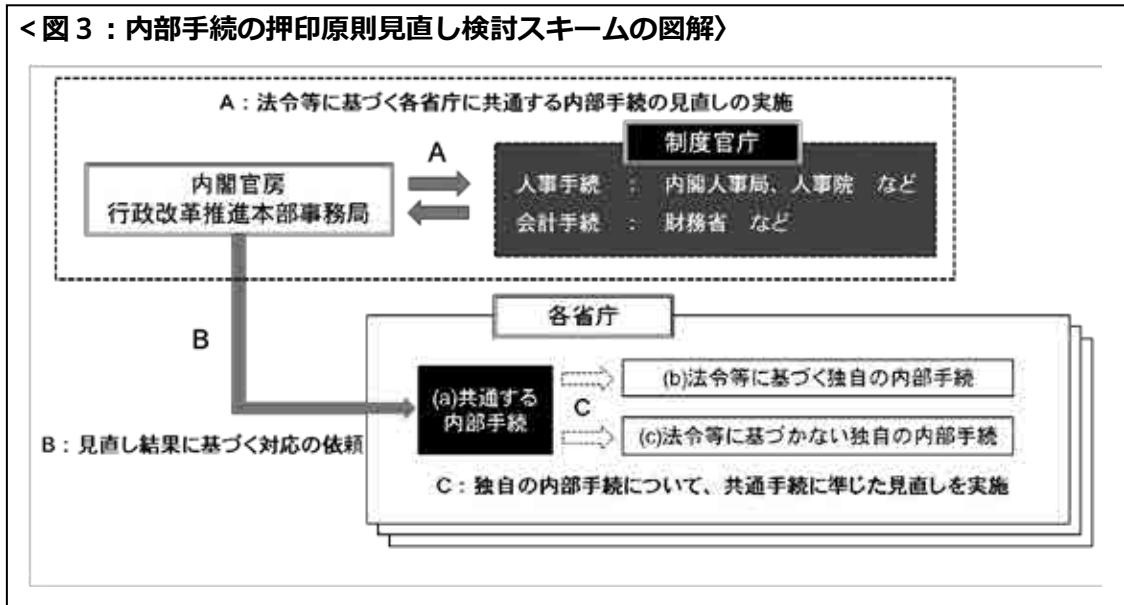 <図3：内部手続の押印原則見直し検討スキームの図解〉
A：法令等に基づく各省庁に共通する内部手続の見直しの実施
制度官庁
A
内閣官房
行政改革推進本部事務局
人事手続 ： 内閣人事局、人事院 など
会計手続 ： 財務省 など
各省庁
B
(a)共通する
内部手続
C
(b)法令等に基づく独自の内部手続
(c)法令等に基づかない独自の内部手続
B：見直し結果に基づく対応の依頼
C：独自の内部手続について、共通手続に準じた見直しを実施